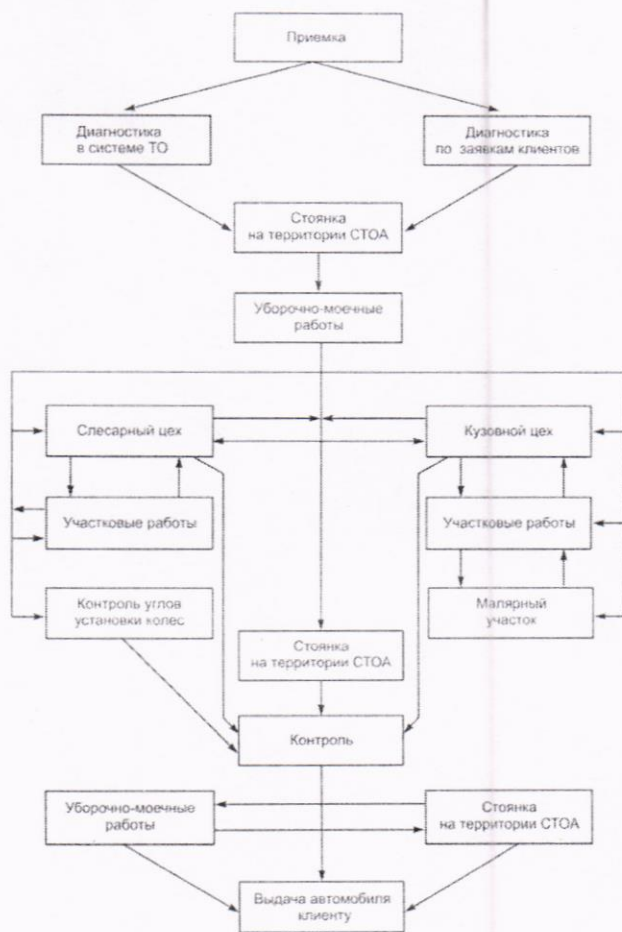 Приемка
Диагностика
в системе ТО
Диагностика
по заявкам клиентов
Стоянка
на территории СТОА
Уборочно-моечные
работы
Слесарный цех
Кузовной цех
Участковые работы
Участковые работы
Контроль углов
установки колес
Малярный
участок
Стоянка
на территории СТОА
Контроль
Уборочно-моечные
работы
Стоянка
на территории СТОА
Выдача автомобиля
клиенту